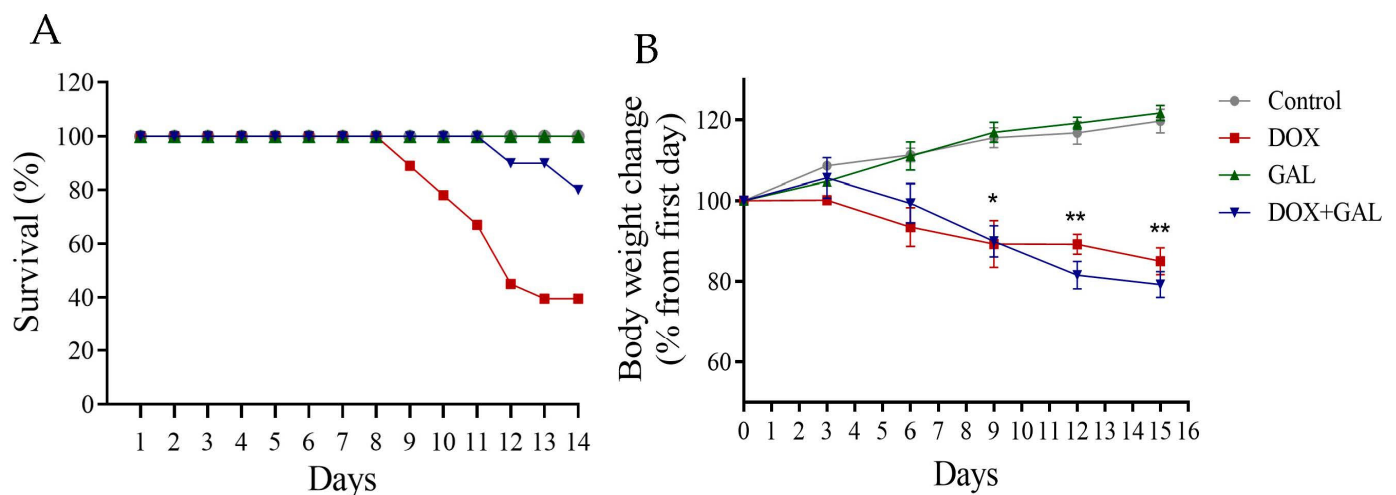 A
Survival (%)
120
100
80
60
40
20
0
1 2 3 4 5 6 7 8 9 10 11 12 13 14
Days
B
Body weight change
(% from first day)
120
100
80
60
*
**
**
0 1 2 3 4 5 6 7 8 9 10 11 12 13 14 15 16
Days
Control
DOX
GAL
DOX+GAL